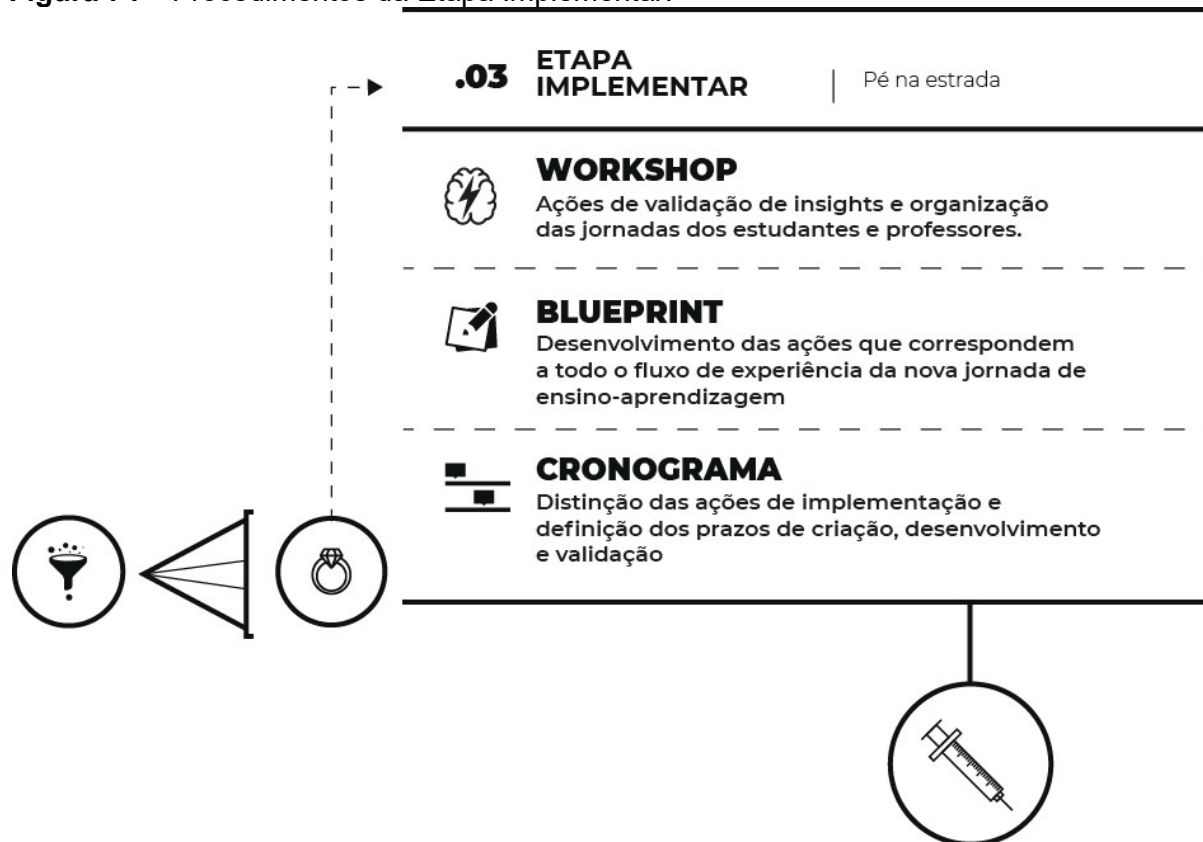 .03 ETAPA
IMPLEMENTAR
Pé na estrada
WORKSHOP
Ações de validação de insights e organização
das jornadas dos estudantes e professores.
BLUEPRINT
Desenvolvimento das ações que correspondem
a todo o fluxo de experiência da nova jornada de
ensino-aprendizagem
CRONOGRAMA
Distinção das ações de implementação e
definição dos prazos de criação, desenvolvimento
e validação